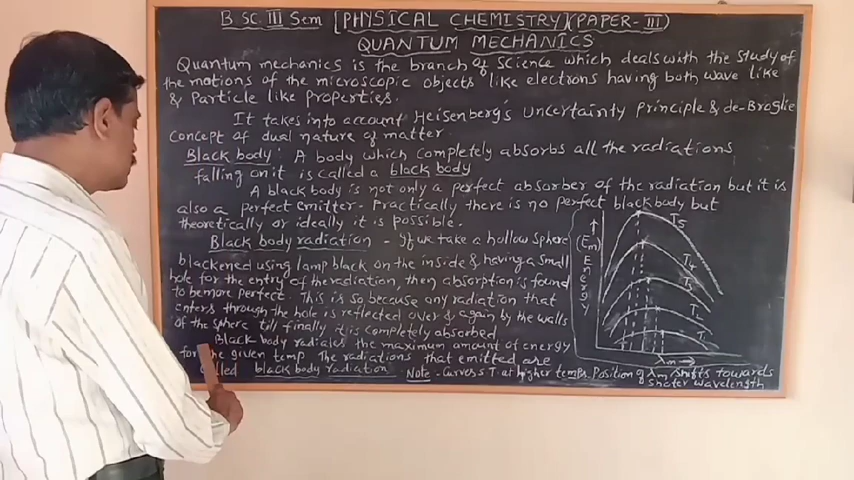 B Sc. III Sem [PHYSICAL CHEMISTRY] (PAPER - III)
QUANTUM MECHANICS
Quantum mechanics is the branch of Science which deals with the study of
the motions of the microscopic objects like electrons having both wave like
& Particle like Properties.
It takes into account Heisenberg's Uncertainty Principle & de-Broglie
concept of dual nature of matter.
Black body : A body which completely absorbs all the radiations
falling on it is called a black body
A black body is not only a perfect absorber of the radiation but it is
also a perfect emitter - Practically there is no perfect black body but
theoretically or ideally it is possible.
Black body radiation - If we take a hollow sphere
blackened using lamp black on the inside & having a small
hole for the entry of the radiation, then absorption is found
to be more perfect. This is so because any radiation that
enters through the hole is reflected over & again by the walls
of the sphere till finally it is completely absorbed
Black body radiates the maximum amount of energy
for the given temp The radiations that emitted are
called black body radiation
Note - Curves T. at higher temps. Position of λm shifts towards
shoter wavelength
(Em)
Energy
T5
T4
T2
λm